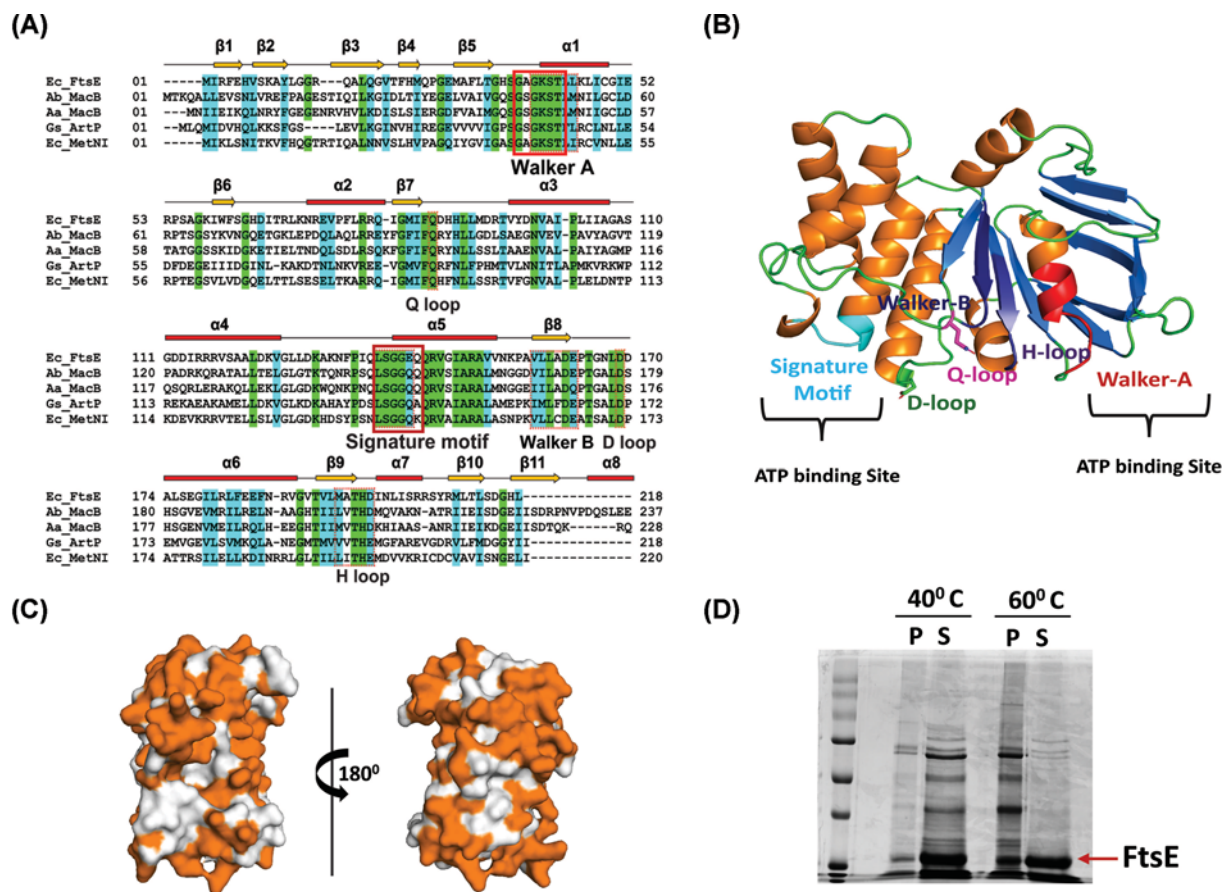 (A)
β1 β2 β3 β4 β5 α1
Ec_FtsE 01 -----MIRFEHVSKAYLGGR---QALQGVTFHMQPGEMAFLTGHSGAGKSTLLKLICGIE 52
Ab_MacB 01 MTKQALLEVSNLVREFPAGESTIQILKGIDLTIYEGELVAIVGQSGSGKSTLMNILGCLD 60
Aa_MacB 01 ---MNIIEIKQLNRYFGEGENRVHVLKDISLSIERGDFVAIMGQSGSGKSTLMNIIGCLD 57
Gs_ArtP 01 --MLQMIDVHQLKKSFGS----LEVLKGINVHIREGEVVVVIGPSGSGKSTFLRCLNLLE 54
Ec_MetNI 01 -----MIKLSNITKVFHQGTRTIQALNNVSLHVPAGQIYGVIGASGAGKSTLIRCVNLLE 55
Walker A
β6 α2 β7 α3
Ec_FtsE 53 RPSAGKIWFSGHDITRLKNREVPFLRRQ-IGMIFQDHHLLMDRTVYDNVAI-PLIIAGAS 110
Ab_MacB 61 RPTSGSYKVNGQETGKLEPDQLAQLRREYFGFIFQRYHLLGDLSAEGNVEV-PAVYAGVT 119
Aa_MacB 58 TATGGSSKIDGKETIELTNDQLSDLRSQKFGFIFQRYNLLSSLTAAENVAL-PAIYAGMP 116
Gs_ArtP 55 DFDEGEIIIDGINL-KAKDTNLNKVREE-VGMVFQRFNLFPHMTVLNNITLAPMKVRKWP 112
Ec_MetNI 56 RPTEGSVLVDGQELTTLSESELTKARRQ-IGMIFQHFNLLSSRTVFGNVALPLELDNTP 113
Q loop
α4 α5 β8
Ec_FtsE 111 GDDIRRRVSAALDKVGLLDKAKNFPIQLSGGEQQRVGIARAVVNKPAVLLADEPTGNLDD 170
Ab_MacB 120 PADRKQRATALLTELGLGTKTQNRPSQLSGGQQQRVSIARALMNGGDVILADEPTGALDS 179
Aa_MacB 117 QSQRLERAKQLLEKLGLGDKWQNKPNQLSGGQQQRVSIARALMNGGEIILADQPTGALDS 176
Gs_ArtP 113 REKAEAKAMELLDKVGLKDKAHAYPDSLSGGQAQRVAIARALAMEPKIMLFDEPTSALDP 172
Ec_MetNI 114 KDEVKRRVTELLSLVGLGDKHDSYPSNLSGGQKQRVAIARALASNPKVLLCDEATSALDP 173
Signature motif Walker B D loop
α6 β9 α7 β10 β11 α8
Ec_FtsE 174 ALSEGILRLFEEFN-RVGVTVLMATHDINLISRRSYRMLTLSDGHL------------ 218
Ab_MacB 180 HSGVEVMRILRELN-AAGHTIILVTHDMQVAKN-ATRIIEISDGEIISDRPNVPDQSLEE 237
Aa_MacB 177 HSGENVMEILRQLH-EEGHTIIMVTHDKHIAAS-ANRIIEIKDGEIISDTQK-----RQ 228
Gs_ArtP 173 EMVGEVLSVMKQLA-NEGMTMVVVTHEMGFAREVGDRVLFMDGGYII------------ 218
Ec_MetNI 174 ATTRSILELLKDINRRLGLTILLITHEMDVVKRICDCVAVISNGELI------------ 220
H loop
(B)
Walker-B
Signature Motif
Q-loop
H-loop
D-loop
Walker-A
ATP binding Site
ATP binding Site
(C)
180⁰
(D)
40⁰ C 60⁰ C
P S P S
FtsE